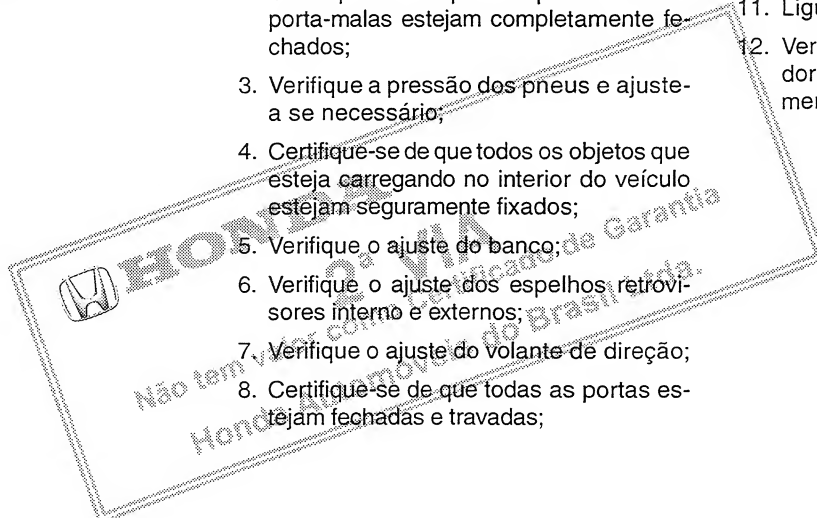 porta-malas estejam completamente fe-
chados;
3. Verifique a pressão dos pneus e ajuste-
a se necessário;
4. Certifique-se de que todos os objetos que
esteja carregando no interior do veículo
estejam seguramente fixados;
5. Verifique o ajuste do banco;
6. Verifique o ajuste dos espelhos retrovi-
sores interno e externos;
7. Verifique o ajuste do volante de direção;
8. Certifique-se de que todas as portas es-
tejam fechadas e travadas;
11.
12. Ver
dor
men
HONDA
2ª VIA
Não tem valor como Certificado de Garantia
Honda Automóveis do Brasil Ltda.